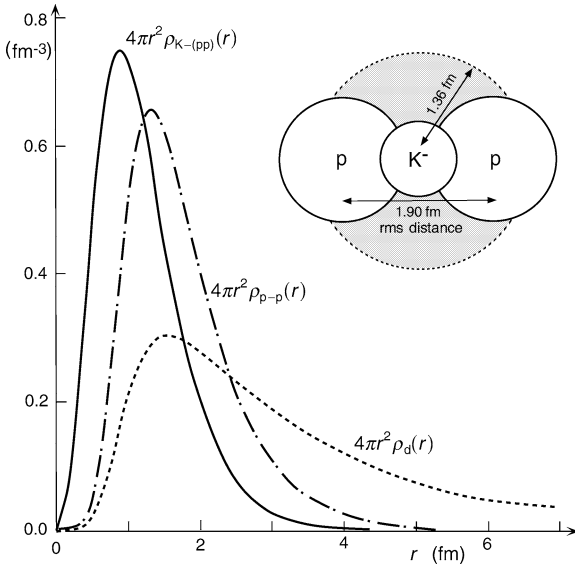 0.8
(fm-3)
0.6
0.4
0.2
0.0
0
2
4
6
r (fm)
4πr²ρK−(pp)(r)
4πr²ρp−p(r)
4πr²ρd(r)
1.36 fm
p
K-
p
1.90 fm
rms distance